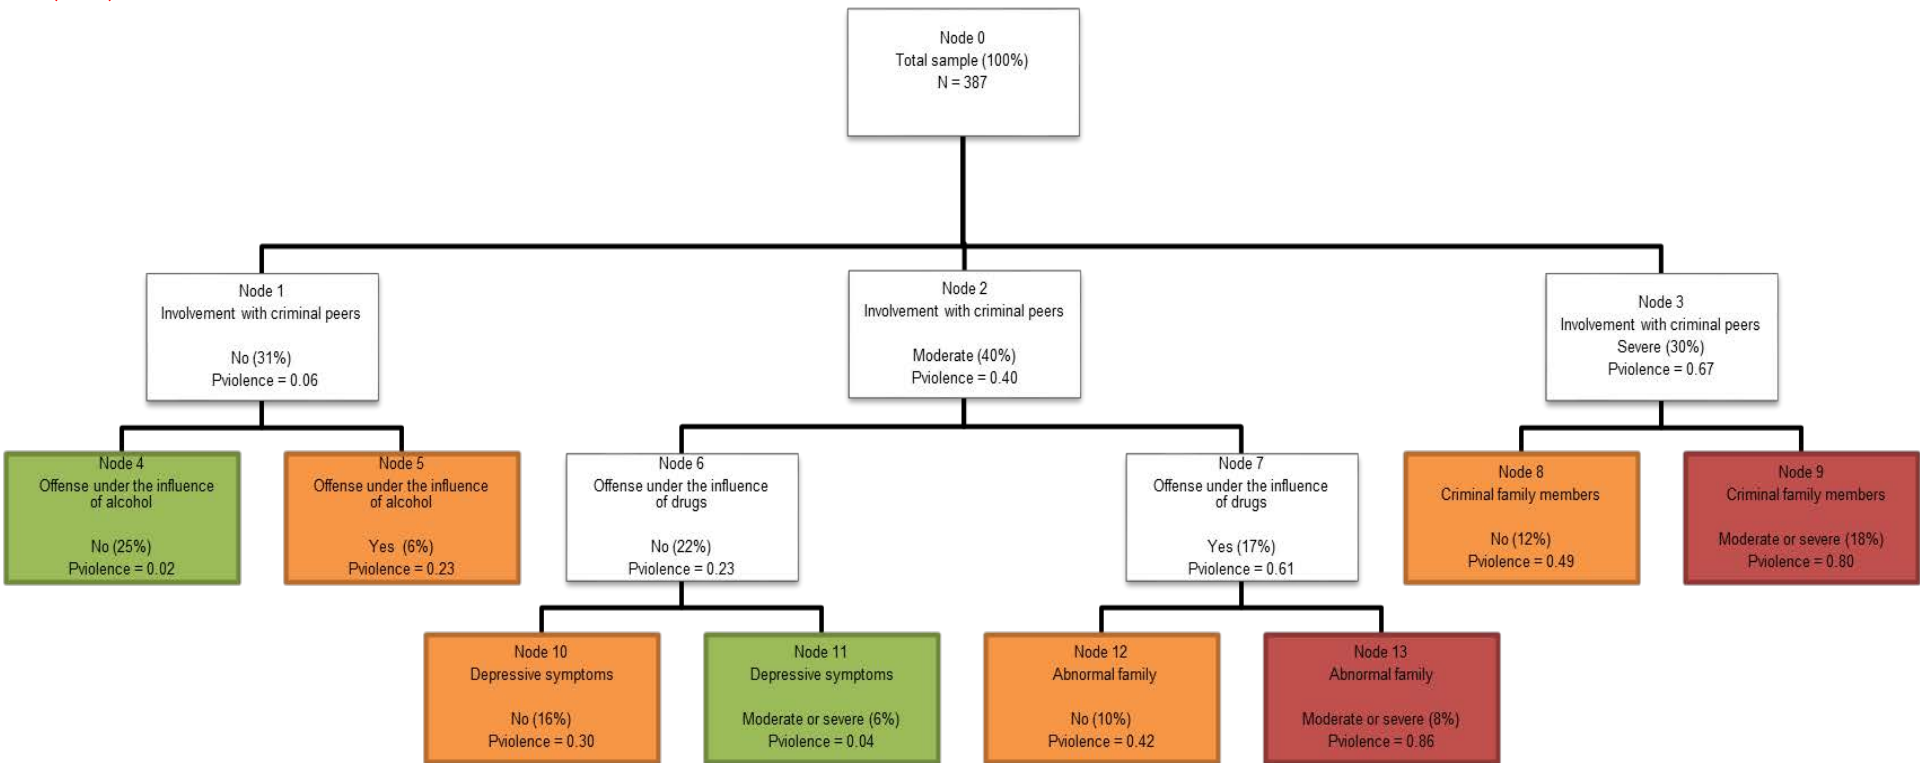 Node 0
Total sample (100%)
N = 387
Node 1
Involvement with criminal peers
No (31%)
Pviolence = 0.06
Node 2
Involvement with criminal peers
Moderate (40%)
Pviolence = 0.40
Node 3
Involvement with criminal peers
Severe (30%)
Pviolence = 0.67
Node 4
Offense under the influence
of alcohol
No (25%)
Pviolence = 0.02
Node 5
Offense under the influence
of alcohol
Yes (6%)
Pviolence = 0.23
Node 6
Offense under the influence
of drugs
No (22%)
Pviolence = 0.23
Node 7
Offense under the influence
of drugs
Yes (17%)
Pviolence = 0.61
Node 8
Criminal family members
No (12%)
Pviolence = 0.49
Node 9
Criminal family members
Moderate or severe (18%)
Pviolence = 0.80
Node 10
Depressive symptoms
No (16%)
Pviolence = 0.30
Node 11
Depressive symptoms
Moderate or severe (6%)
Pviolence = 0.04
Node 12
Abnormal family
No (10%)
Pviolence = 0.42
Node 13
Abnormal family
Moderate or severe (8%)
Pviolence = 0.86